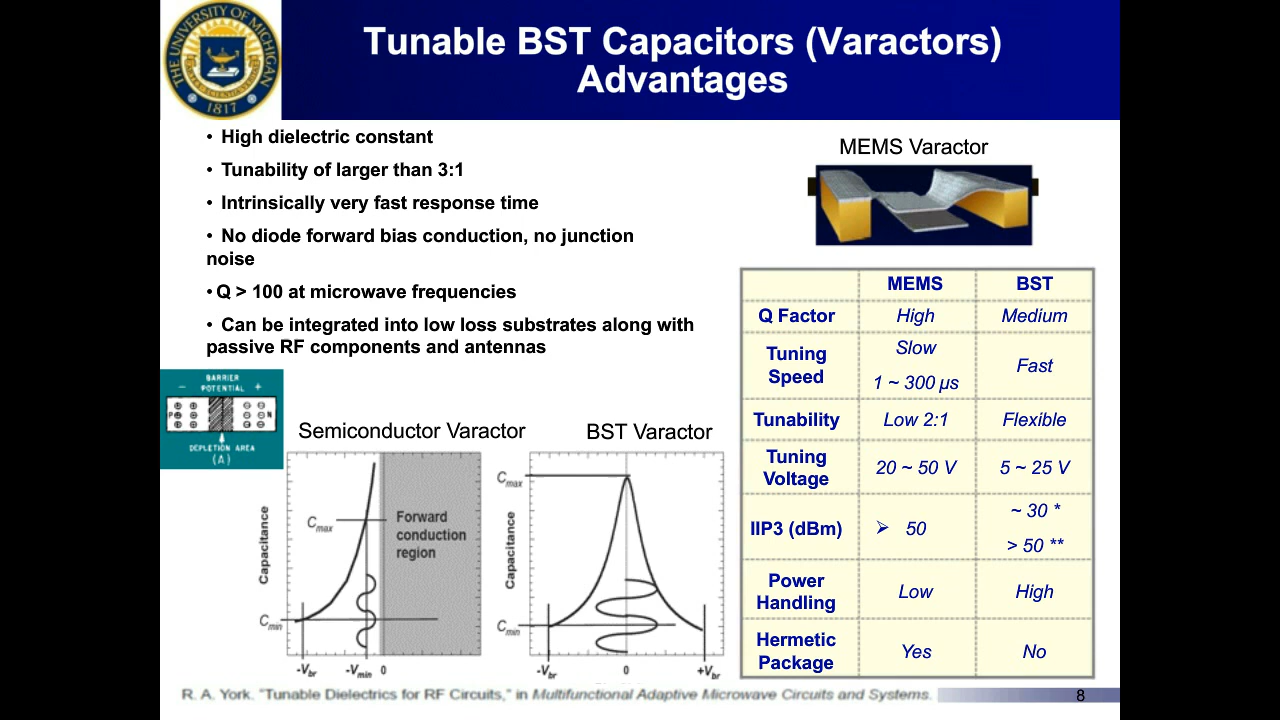 THE UNIVERSITY OF MICHIGAN
1817
Tunable BST Capacitors (Varactors)
Advantages
• High dielectric constant
• Tunability of larger than 3:1
• Intrinsically very fast response time
• No diode forward bias conduction, no junction
noise
• Q > 100 at microwave frequencies
• Can be integrated into low loss substrates along with
passive RF components and antennas
MEMS Varactor
MEMS BST
Q Factor High Medium
Tuning Speed Slow 1 ~ 300 µs Fast
Tunability Low 2:1 Flexible
Tuning Voltage 20 ~ 50 V 5 ~ 25 V
IIP3 (dBm) ➢ 50 ~ 30 * > 50 **
Power Handling Low High
Hermetic Package Yes No
BARRIER
- POTENTIAL +
P N
DEPLETION AREA
(A)
Semiconductor Varactor
Capacitance
Cmax
Forward
conduction
region
Cmin
-Vbr -Vmin 0
BST Varactor
Cmax
Capacitance
Cmin
-Vbr 0 +Vbr
R. A. York. "Tunable Dielectrics for RF Circuits," in Multifunctional Adaptive Microwave Circuits and Systems.
8